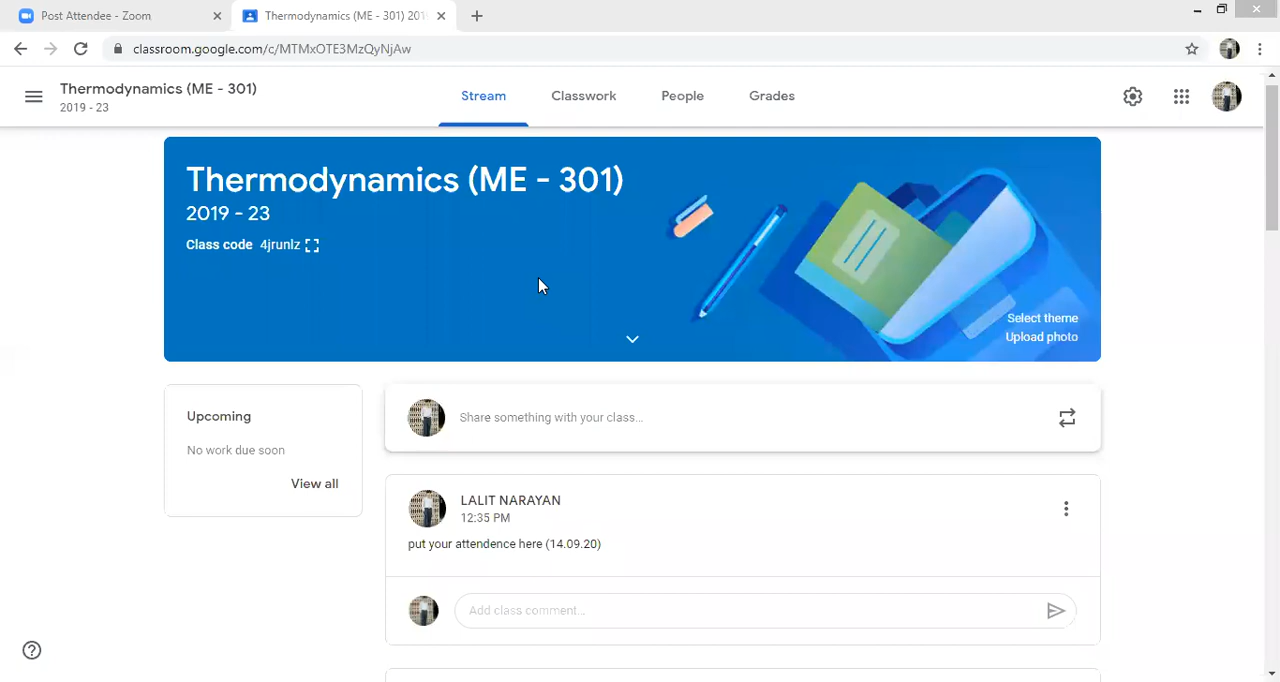 Post Attendee - Zoom
Thermodynamics (ME - 301) 201
classroom.google.com/c/MTMxOTE3MzQyNjAw
Thermodynamics (ME - 301)
2019 - 23
Stream
Classwork
People
Grades
Thermodynamics (ME - 301)
2019 - 23
Class code 4jrunlz
Select theme
Upload photo
Upcoming
No work due soon
View all
Share something with your class...
LALIT NARAYAN
12:35 PM
put your attendence here (14.09.20)
Add class comment...